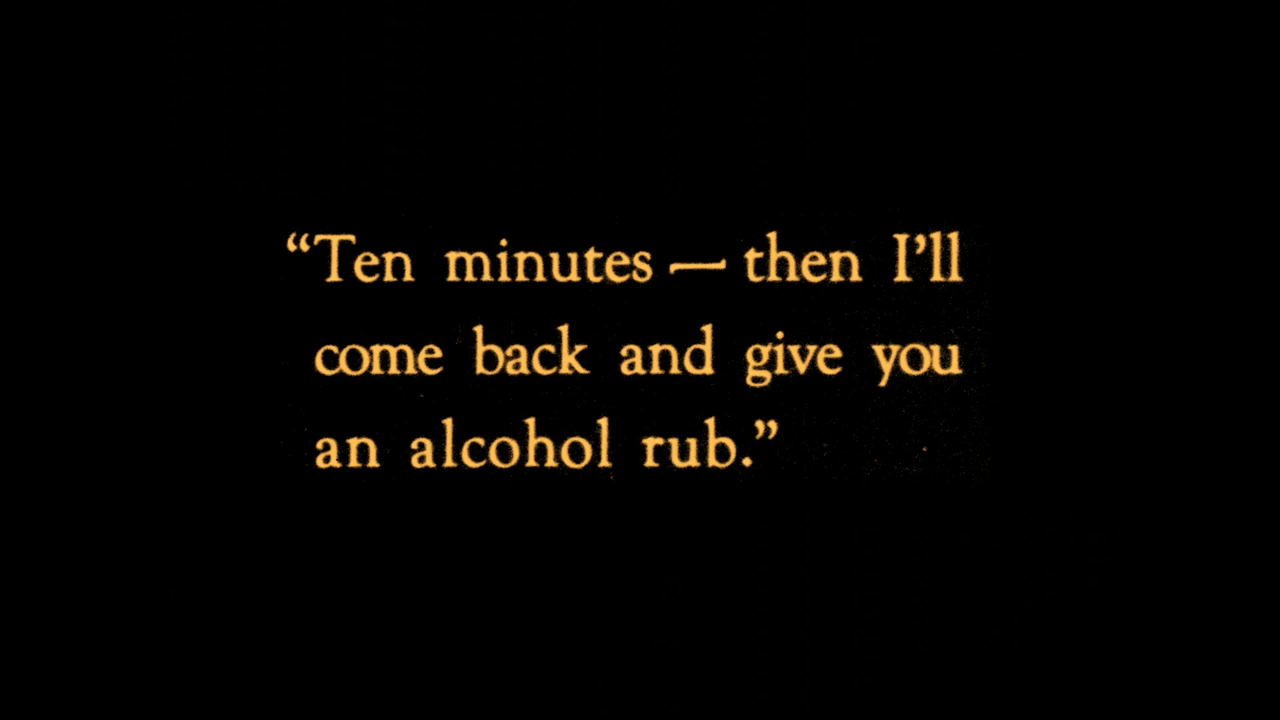 “Ten minutes — then I’ll
come back and give you
an alcohol rub.”